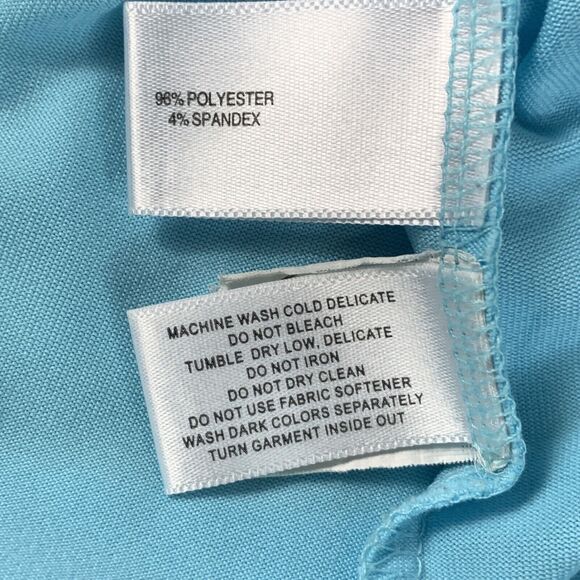 96% POLYESTER
4% SPANDEX
MACHINE WASH COLD DELICATE
DO NOT BLEACH
TUMBLE DRY LOW, DELICATE
DO NOT IRON
DO NOT DRY CLEAN
DO NOT USE FABRIC SOFTENER
WASH DARK COLORS SEPARATELY
TURN GARMENT INSIDE OUT